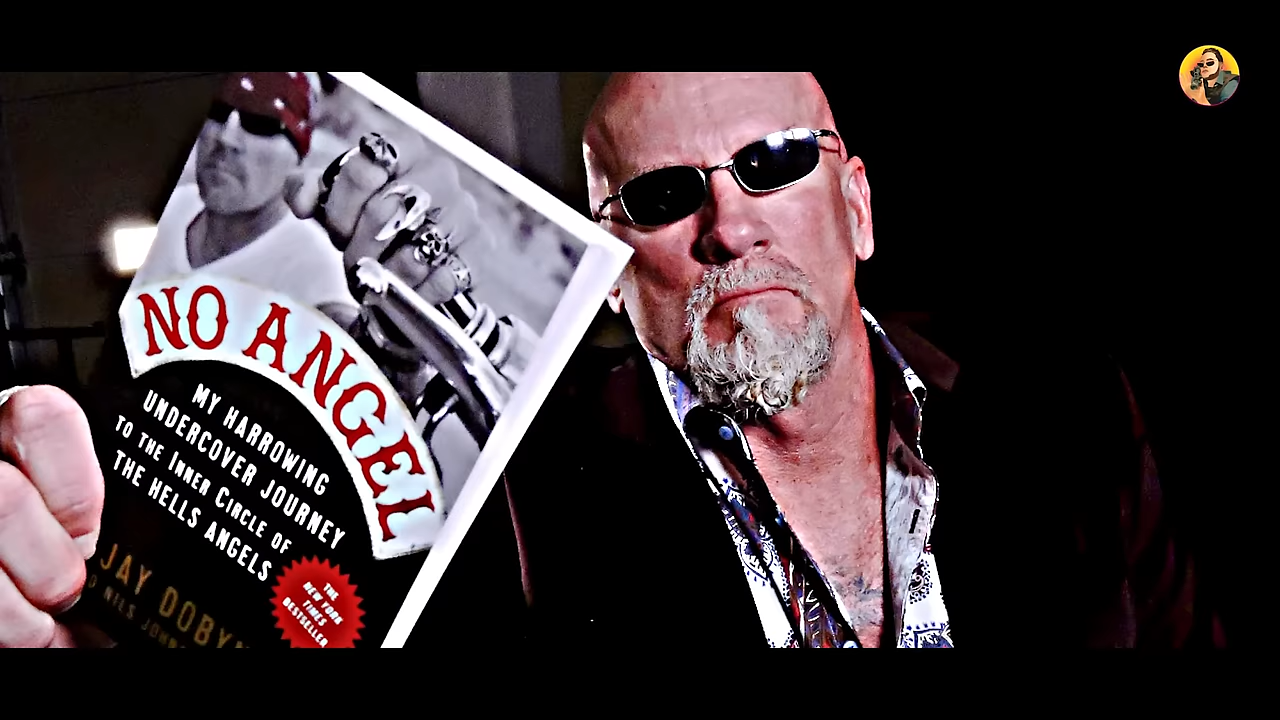 NO ANGEL
MY HARROWING
UNDERCOVER JOURNEY
TO THE INNER CIRCLE OF
THE HELLS ANGELS
JAY DOBYN
THE
NEW YORK
TIMES
BESTSELLER